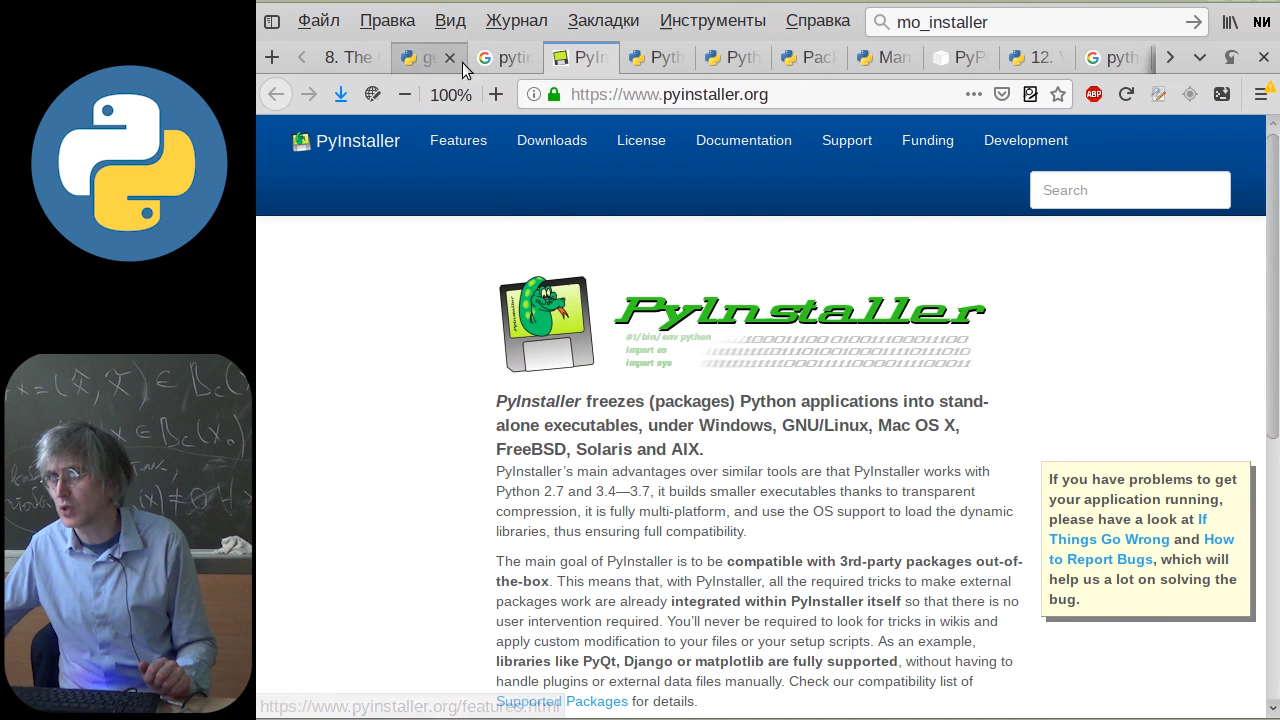 Файл Правка Вид Журнал Закладки Инструменты Справка mo_installer
8. The ge pytin PyIn Pyth Pyth Pack Man PyP 12. pyth
100% https://www.pyinstaller.org ABP
PyInstaller Features Downloads License Documentation Support Funding Development
Search
PyInstaller
#!/bin/env python
import os
import sys
PyInstaller freezes (packages) Python applications into stand-
alone executables, under Windows, GNU/Linux, Mac OS X,
FreeBSD, Solaris and AIX.
PyInstaller’s main advantages over similar tools are that PyInstaller works with
Python 2.7 and 3.4—3.7, it builds smaller executables thanks to transparent
compression, it is fully multi-platform, and use the OS support to load the dynamic
libraries, thus ensuring full compatibility.
The main goal of PyInstaller is to be compatible with 3rd-party packages out-of-
the-box. This means that, with PyInstaller, all the required tricks to make external
packages work are already integrated within PyInstaller itself so that there is no
user intervention required. You’ll never be required to look for tricks in wikis and
apply custom modification to your files or your setup scripts. As an example,
libraries like PyQt, Django or matplotlib are fully supported, without having to
handle plugins or external data files manually. Check our compatibility list of
Supported Packages for details.
If you have problems to get
your application running,
please have a look at If
Things Go Wrong and How
to Report Bugs, which will
help us a lot on solving the
bug.
https://www.pyinstaller.org/features.html